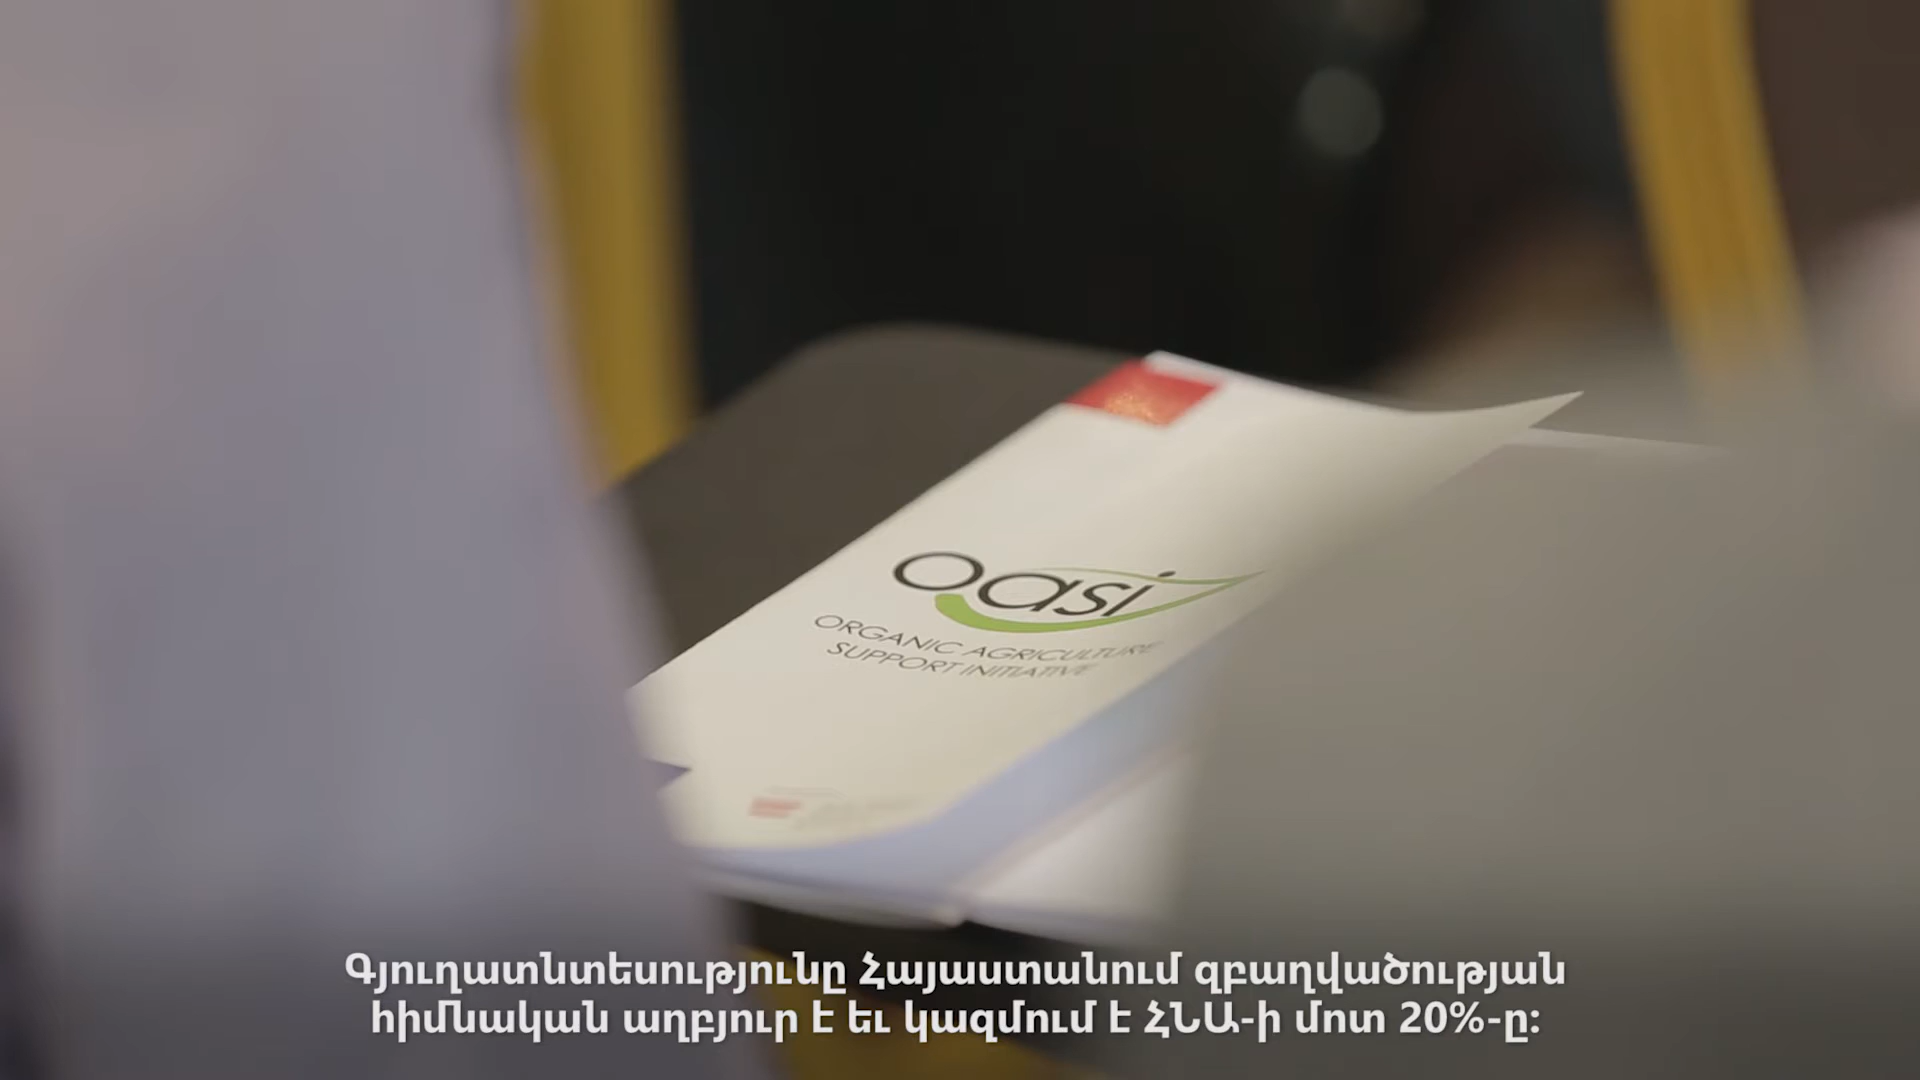 oasi
ORGANIC AGRICULTURE
SUPPORT INITIATIVE
Գյուղատնտեսությունը Հայաստանում զբաղվածության
հիմնական աղբյուր է եւ կազմում է ՀՆԱ-ի մոտ 20%-ը: